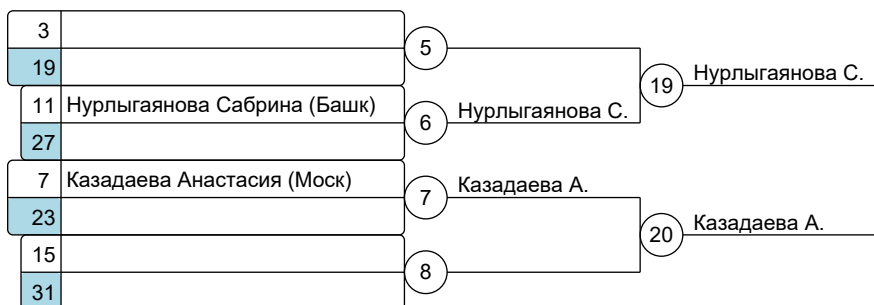 3
5
19
Нурлыгаянова С.
19
11 Нурлыгаянова Сабрина (Башк)
6 Нурлыгаянова С.
27
7 Казадаева Анастасия (Моск)
7 Казадаева А.
23
20 Казадаева А.
15
8
31